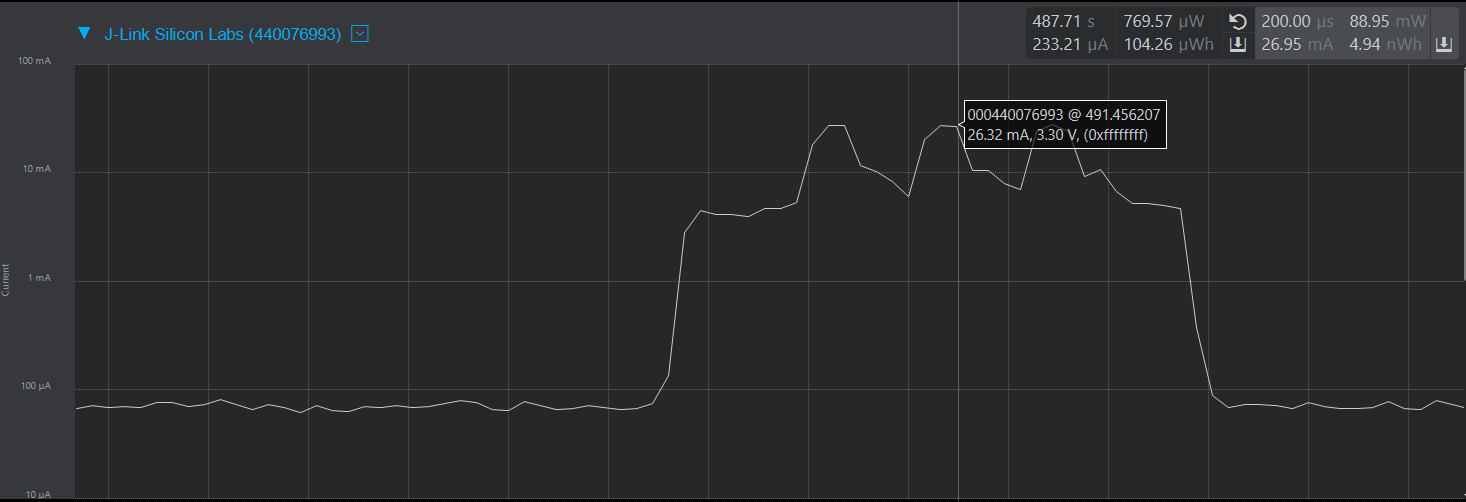 J-Link Silicon Labs (440076993)
487.71 s 769.57 µW 200.00 µs 88.95 mW
233.21 µA 104.26 µWh 26.95 mA 4.94 nWh
100 mA
000440076993 @ 491.456207
26.32 mA, 3.30 V, (0xffffffff)
10 mA
1 mA
Current
100 µA
10 µA